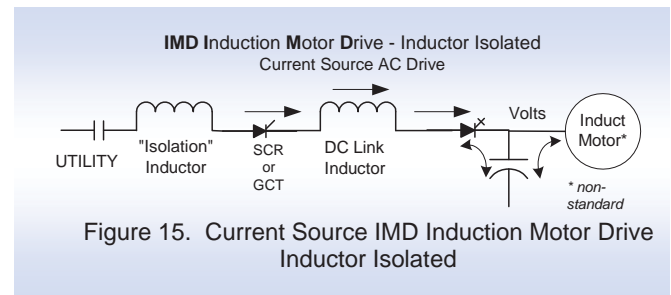 IMD Induction Motor Drive - Inductor Isolated
Current Source AC Drive
UTILITY
"Isolation"
Inductor
SCR
or
GCT
DC Link
Inductor
Volts
Induct
Motor*
* non-
standard
Figure 15. Current Source IMD Induction Motor Drive
Inductor Isolated